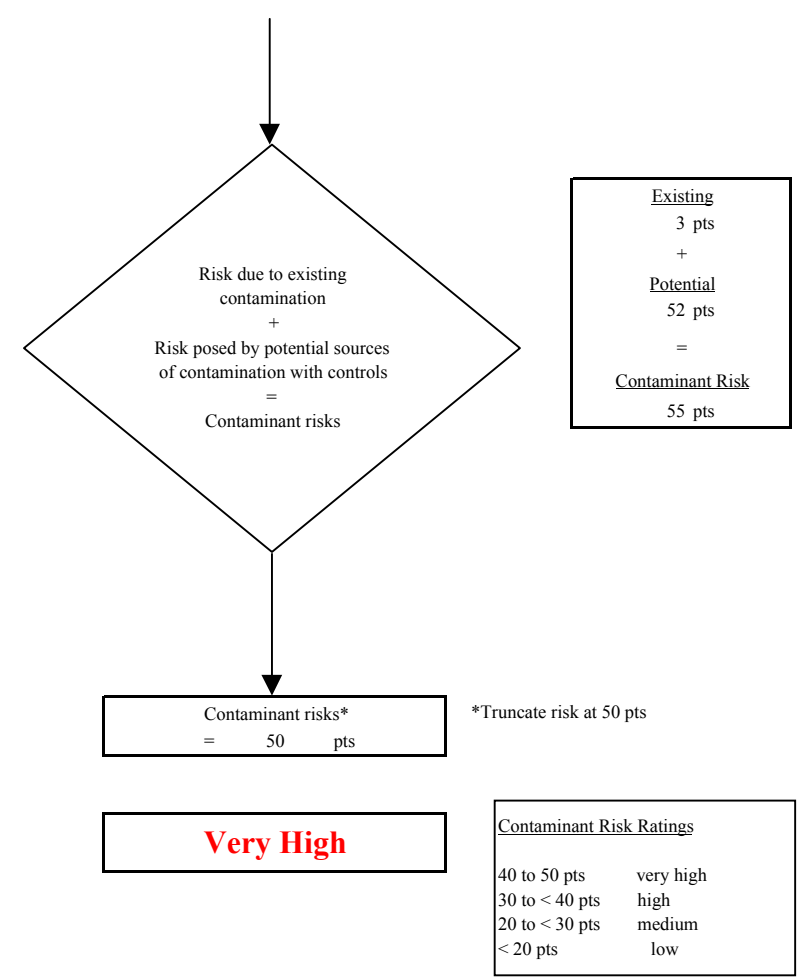 Risk due to existing
contamination
+
Risk posed by potential sources
of contamination with controls
=
Contaminant risks
Existing
3 pts
+
Potential
52 pts
=
Contaminant Risk
55 pts
Contaminant risks*
= 50 pts
*Truncate risk at 50 pts
Very High
Contaminant Risk Ratings
40 to 50 pts very high
30 to < 40 pts high
20 to < 30 pts medium
< 20 pts low